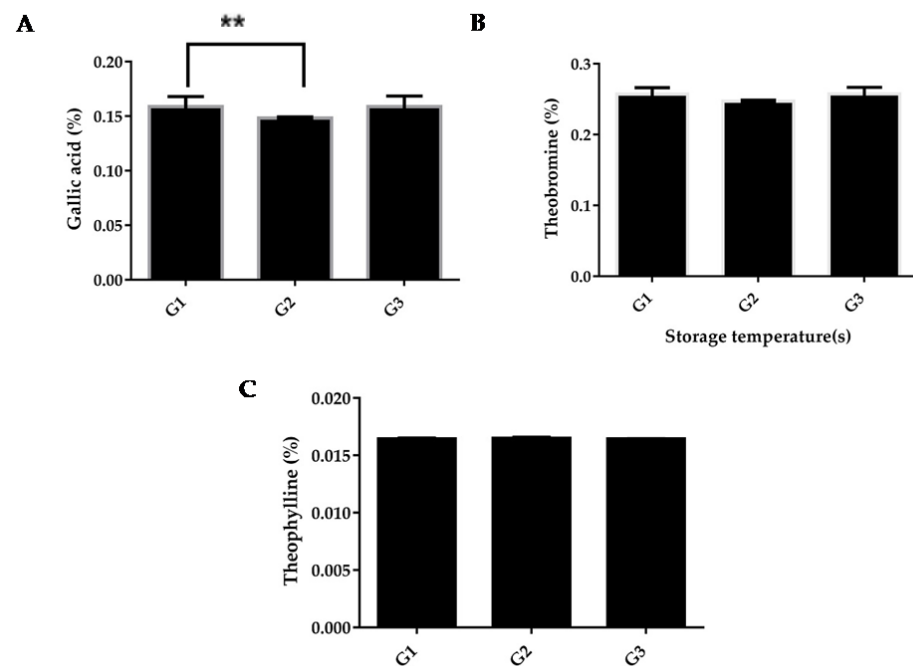 A
**
Gallic acid (%)
0.20
0.15
0.10
0.05
0.00
G1
G2
G3
B
Theobromine (%)
0.3
0.2
0.1
0.0
G1
G2
G3
Storage temperature(s)
C
Theophylline (%)
0.020
0.015
0.010
0.005
0.000
G1
G2
G3